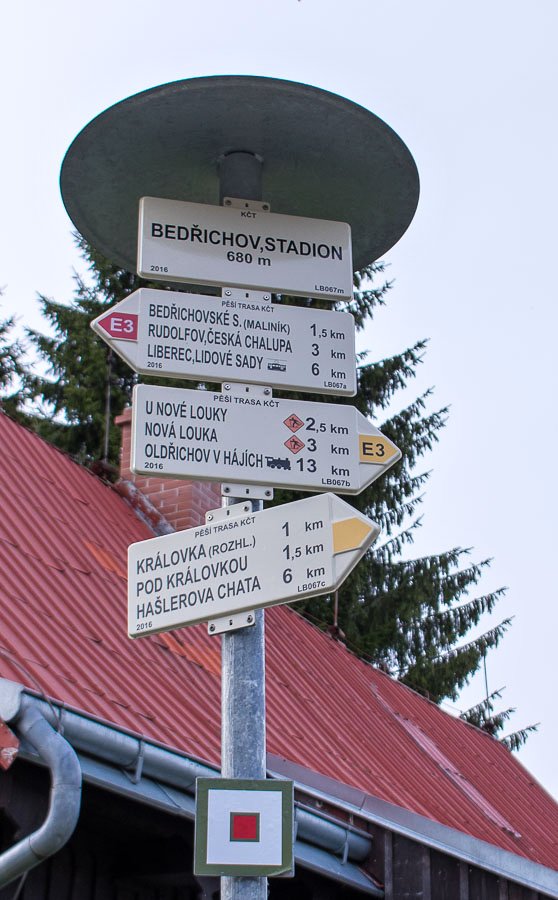 KČT
BEDŘICHOV,STADION
680 m
2016 LB067m
PĚŠÍ TRASA KČT
E3 BEDŘICHOVSKÉ S.(MALINÍK) 1,5 km
RUDOLFOV,ČESKÁ CHALUPA 3 km
LIBEREC,LIDOVÉ SADY 6 km
2016 LB067a
PĚŠÍ TRASA KČT
U NOVÉ LOUKY 2,5 km
NOVÁ LOUKA 3 km E3
OLDŘICHOV V HÁJÍCH 13 km
2016 LB067b
PĚŠÍ TRASA KČT
KRÁLOVKA (ROZHL.) 1 km
POD KRÁLOVKOU 1,5 km
HAŠLEROVA CHATA 6 km
2016 LB067c